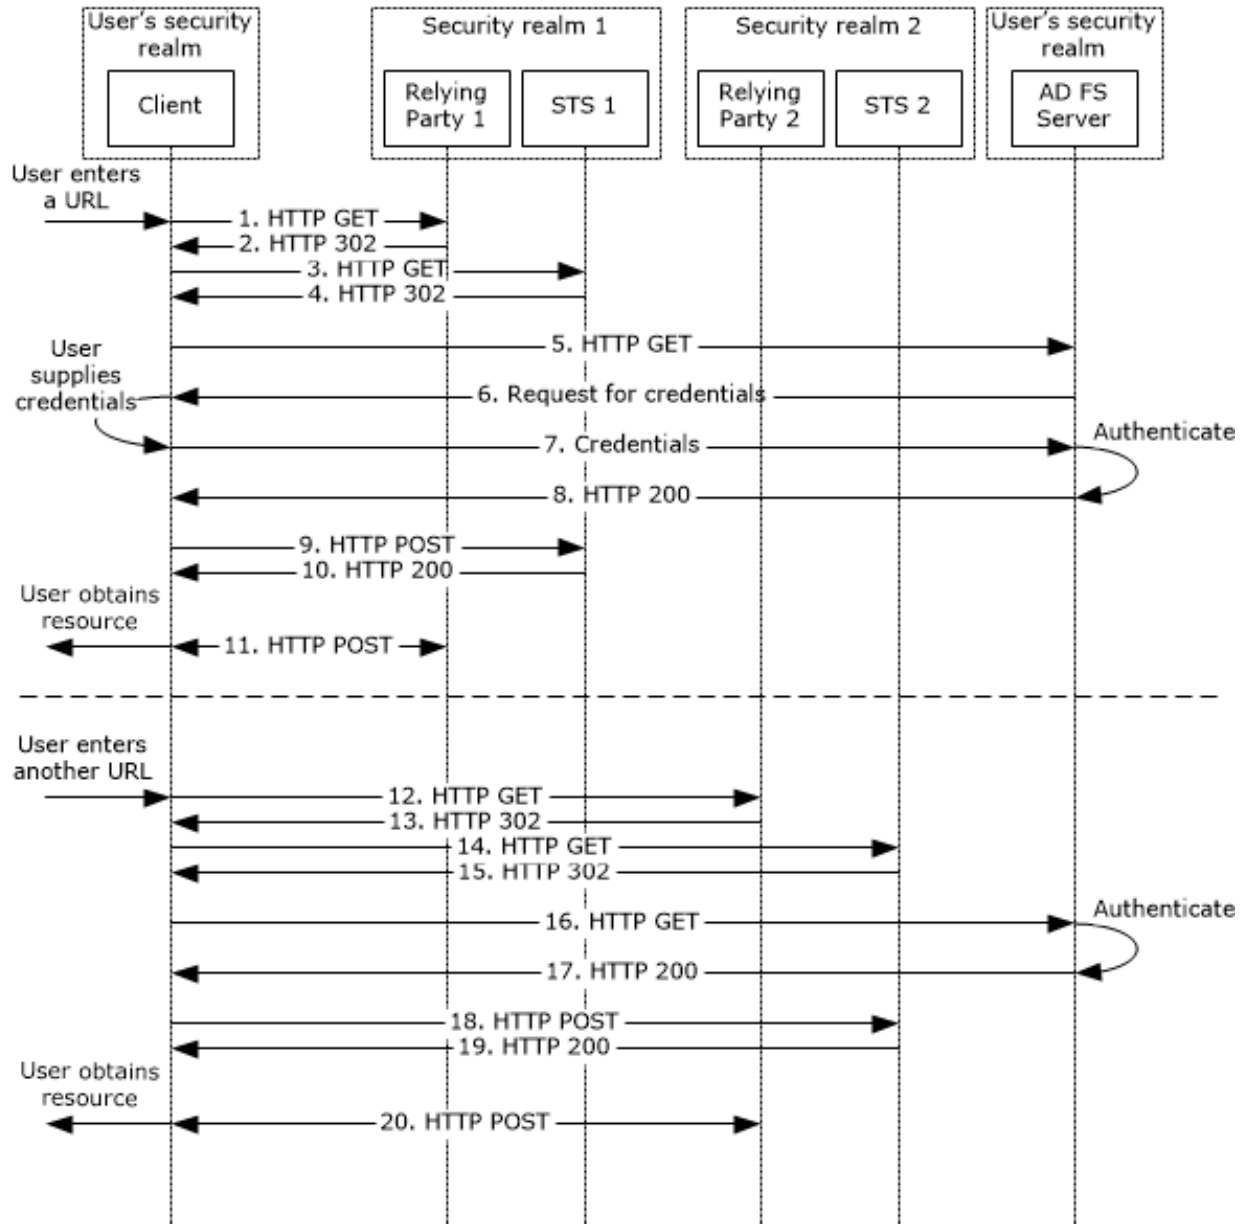 User's security
realm
Client
Security realm 1
Relying
Party 1
STS 1
Security realm 2
Relying
Party 2
STS 2
User's security
realm
AD FS
Server
User enters
a URL
1. HTTP GET
2. HTTP 302
3. HTTP GET
4. HTTP 302
5. HTTP GET
User
supplies
credentials
6. Request for credentials
7. Credentials
Authenticate
8. HTTP 200
9. HTTP POST
10. HTTP 200
User obtains
resource
11. HTTP POST
User enters
another URL
12. HTTP GET
13. HTTP 302
14. HTTP GET
15. HTTP 302
16. HTTP GET
Authenticate
17. HTTP 200
18. HTTP POST
19. HTTP 200
User obtains
resource
20. HTTP POST